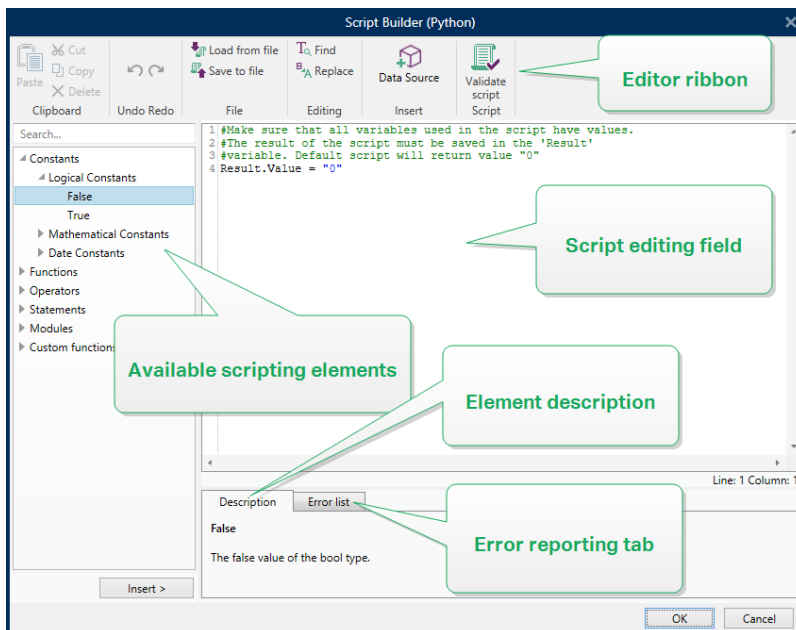 Script Builder (Python)
Paste
Cut
Copy
Delete
Clipboard
Undo Redo
Load from file
Save to file
File
Find
Replace
Editing
Data Source
Insert
Validate
script
Script
Editor ribbon
Search...
Constants
Logical Constants
False
True
Mathematical Constants
Date Constants
Functions
Operators
Statements
Modules
Custom functions
1 #Make sure that all variables used in the script have values.
2 #The result of the script must be saved in the 'Result'
3 #variable. Default script will return value "0"
4 Result.Value = "0"
Script editing field
Available scripting elements
Element description
Line: 1 Column: 1
Description
Error list
False
The false value of the bool type.
Error reporting tab
Insert >
OK
Cancel